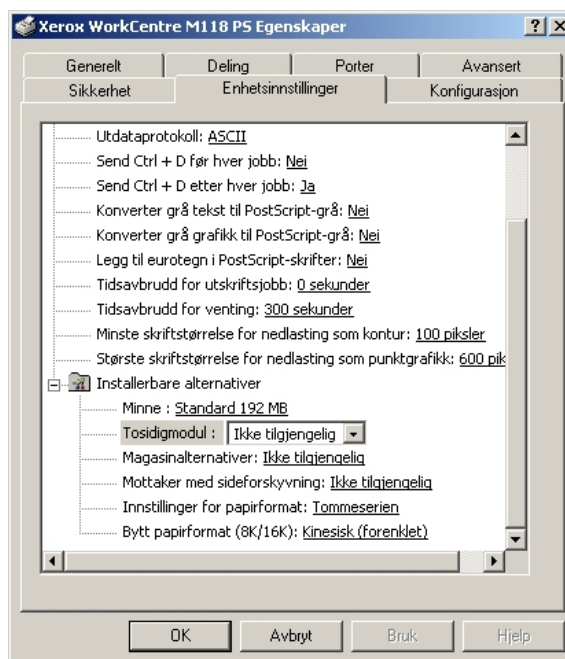 Xerox WorkCentre M118 PS Egenskaper
Generelt Deling Porter Avansert
Sikkerhet Enhetsinnstillinger Konfigurasjon
Utdataprotokoll: ASCII
Send Ctrl + D før hver jobb: Nei
Send Ctrl + D etter hver jobb: Ja
Konverter grå tekst til PostScript-grå: Nei
Konverter grå grafikk til PostScript-grå: Nei
Legg til eurotegn i PostScript-skrifter: Nei
Tidsavbrudd for utskriftsjobb: 0 sekunder
Tidsavbrudd for venting: 300 sekunder
Minste skriftstørrelse for nedlasting som kontur: 100 piksler
Største skriftstørrelse for nedlasting som punktgrafikk: 600 pik
Installerbare alternativer
Minne : Standard 192 MB
Tosidigmodul : Ikke tilgjengelig
Magasinalternativer: Ikke tilgjengelig
Mottaker med sideforskyvning: Ikke tilgjengelig
Innstillinger for papirformat: Tommeserien
Bytt papirformat (8K/16K): Kinesisk (forenklet)
OK Avbryt Bruk Hjelp